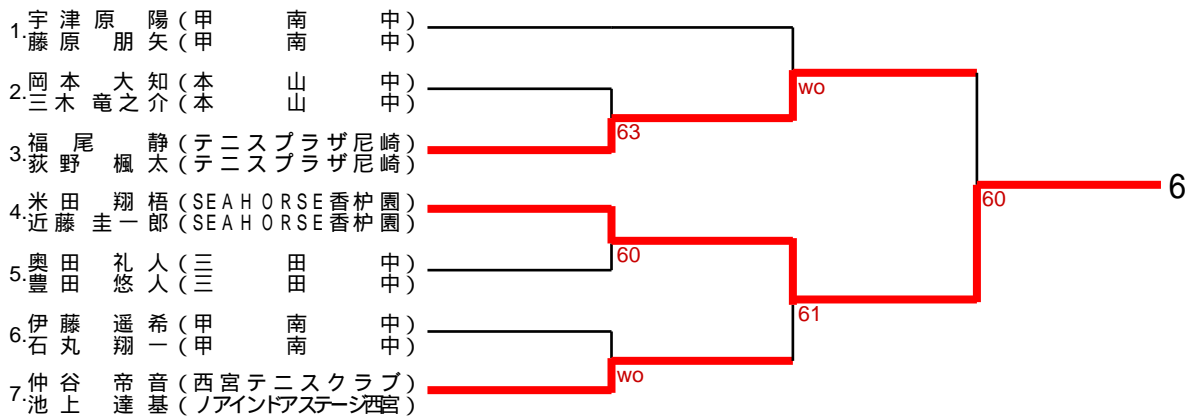 1. 宇津原 陽 (甲南中)
藤原 朋矢 (甲南中)
wo
2. 岡本 大知 (本山中)
三木 竜之介 (本山中)
63
3. 福尾 静 (テニスプラザ尼崎)
荻野 楓太 (テニスプラザ尼崎)
4. 米田 翔悟 (SEAHORSE香枦園)
近藤 圭一郎 (SEAHORSE香枦園)
60
6
60
5. 奥田 礼人 (三田中)
豊田 悠人 (三田中)
61
6. 伊藤 遥希 (甲南中)
石丸 翔一 (甲南中)
wo
7. 仲谷 帝音 (西宮テニスクラブ)
池上 達基 (ノアインドアステージ西宮)